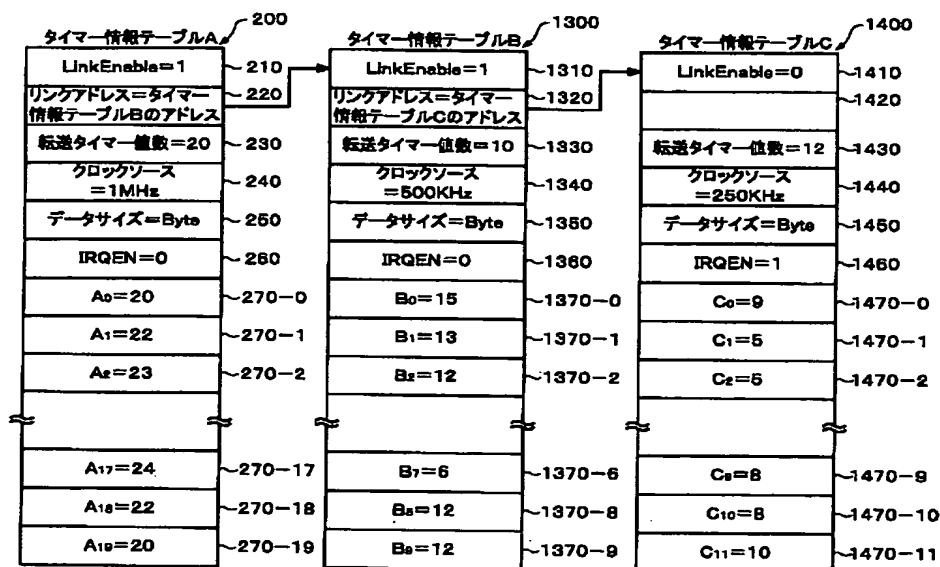 タイマー情報テーブルA
200
LinkEnable=1
210
リンクアドレス=タイマー
情報テーブルBのアドレス
220
転送タイマー値数=20
230
クロックソース
=1MHz
240
データサイズ=Byte
250
IRQEN=0
260
A0=20
270-0
A1=22
270-1
A2=23
270-2
A17=24
270-17
A18=22
270-18
A19=20
270-19
タイマー情報テーブルB
1300
LinkEnable=1
1310
リンクアドレス=タイマー
情報テーブルCのアドレス
1320
転送タイマー値数=10
1330
クロックソース
=500KHz
1340
データサイズ=Byte
1350
IRQEN=0
1360
B0=15
1370-0
B1=13
1370-1
B2=12
1370-2
B7=6
1370-6
B8=12
1370-8
B9=12
1370-9
タイマー情報テーブルC
1400
LinkEnable=0
1410
1420
転送タイマー値数=12
1430
クロックソース
=250KHz
1440
データサイズ=Byte
1450
IRQEN=1
1460
C0=9
1470-0
C1=5
1470-1
C2=5
1470-2
C9=8
1470-9
C10=8
1470-10
C11=10
1470-11